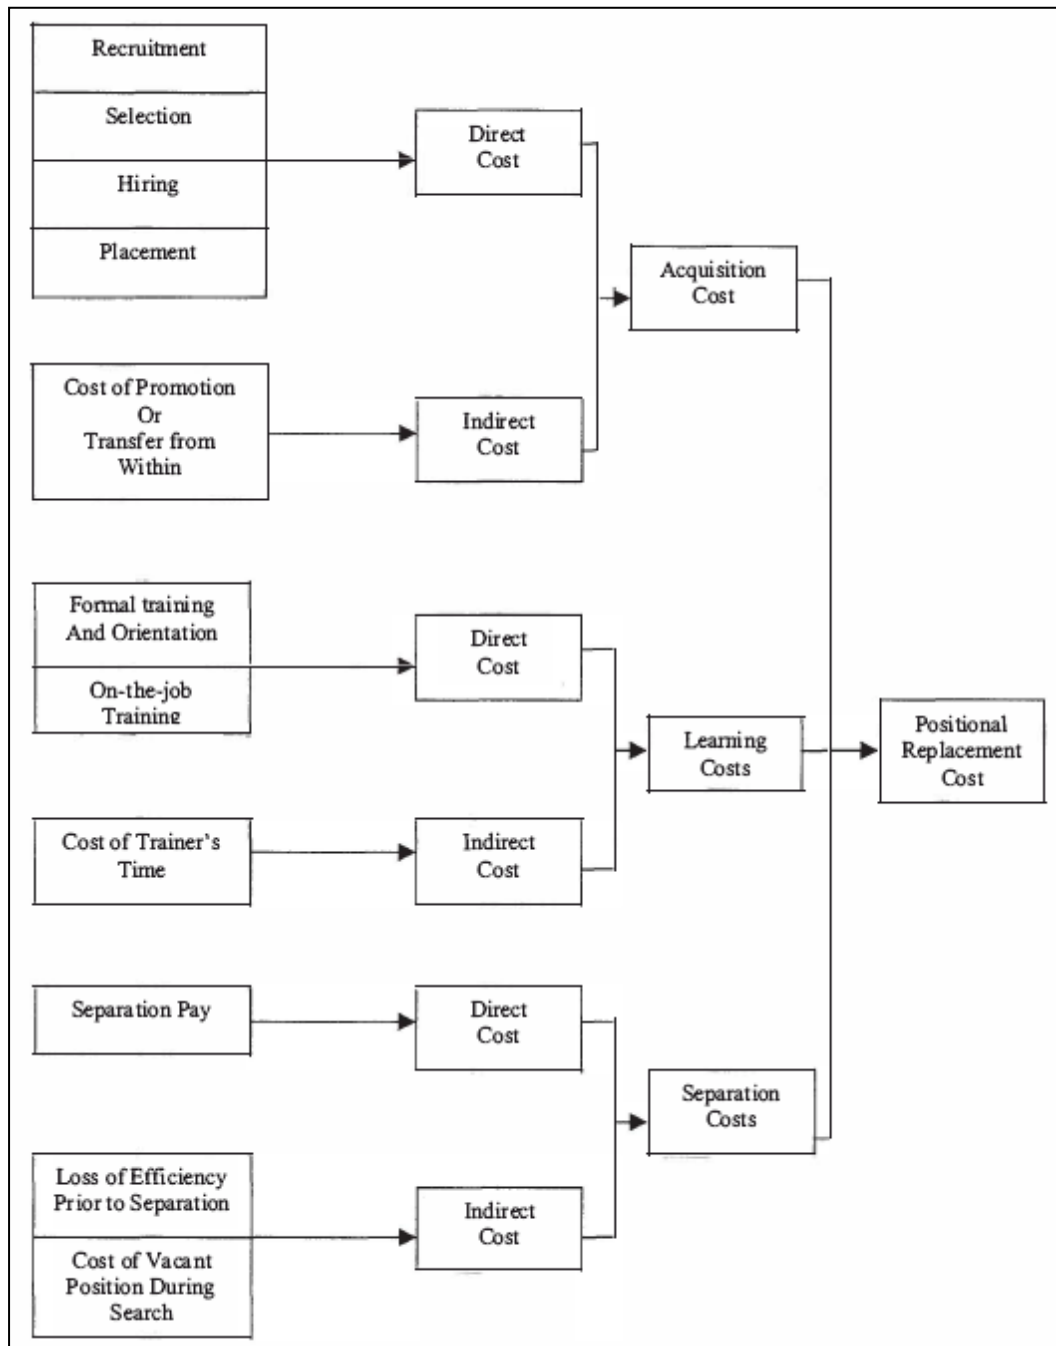 Recruitment
Selection
Hiring
Placement
Direct
Cost
Acquisition
Cost
Cost of Promotion
Or
Transfer from
Within
Indirect
Cost
Formal training
And Orientation
On-the-job
Training
Direct
Cost
Learning
Costs
Positional
Replacement
Cost
Cost of Trainer's
Time
Indirect
Cost
Separation Pay
Direct
Cost
Separation
Costs
Loss of Efficiency
Prior to Separation
Cost of Vacant
Position During
Search
Indirect
Cost